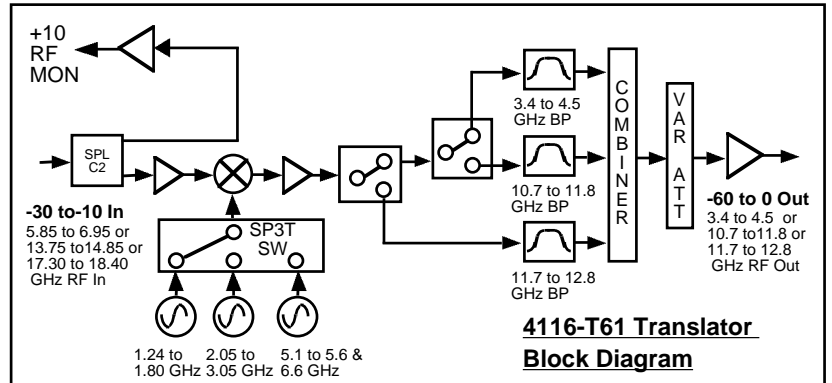 +10
RF
MON
SPL
C2
-30 to-10 In
5.85 to 6.95 or
13.75 to14.85 or
17.30 to 18.40
GHz RF In
SP3T
SW
1.24 to
1.80 GHz
2.05 to
3.05 GHz
5.1 to 5.6 &
6.6 GHz
3.4 to 4.5
GHz BP
10.7 to 11.8
GHz BP
11.7 to 12.8
GHz BP
COMBINER
VAR ATT
-60 to 0 Out
3.4 to 4.5 or
10.7 to11.8 or
11.7 to 12.8
GHz RF Out
4116-T61 Translator
Block Diagram